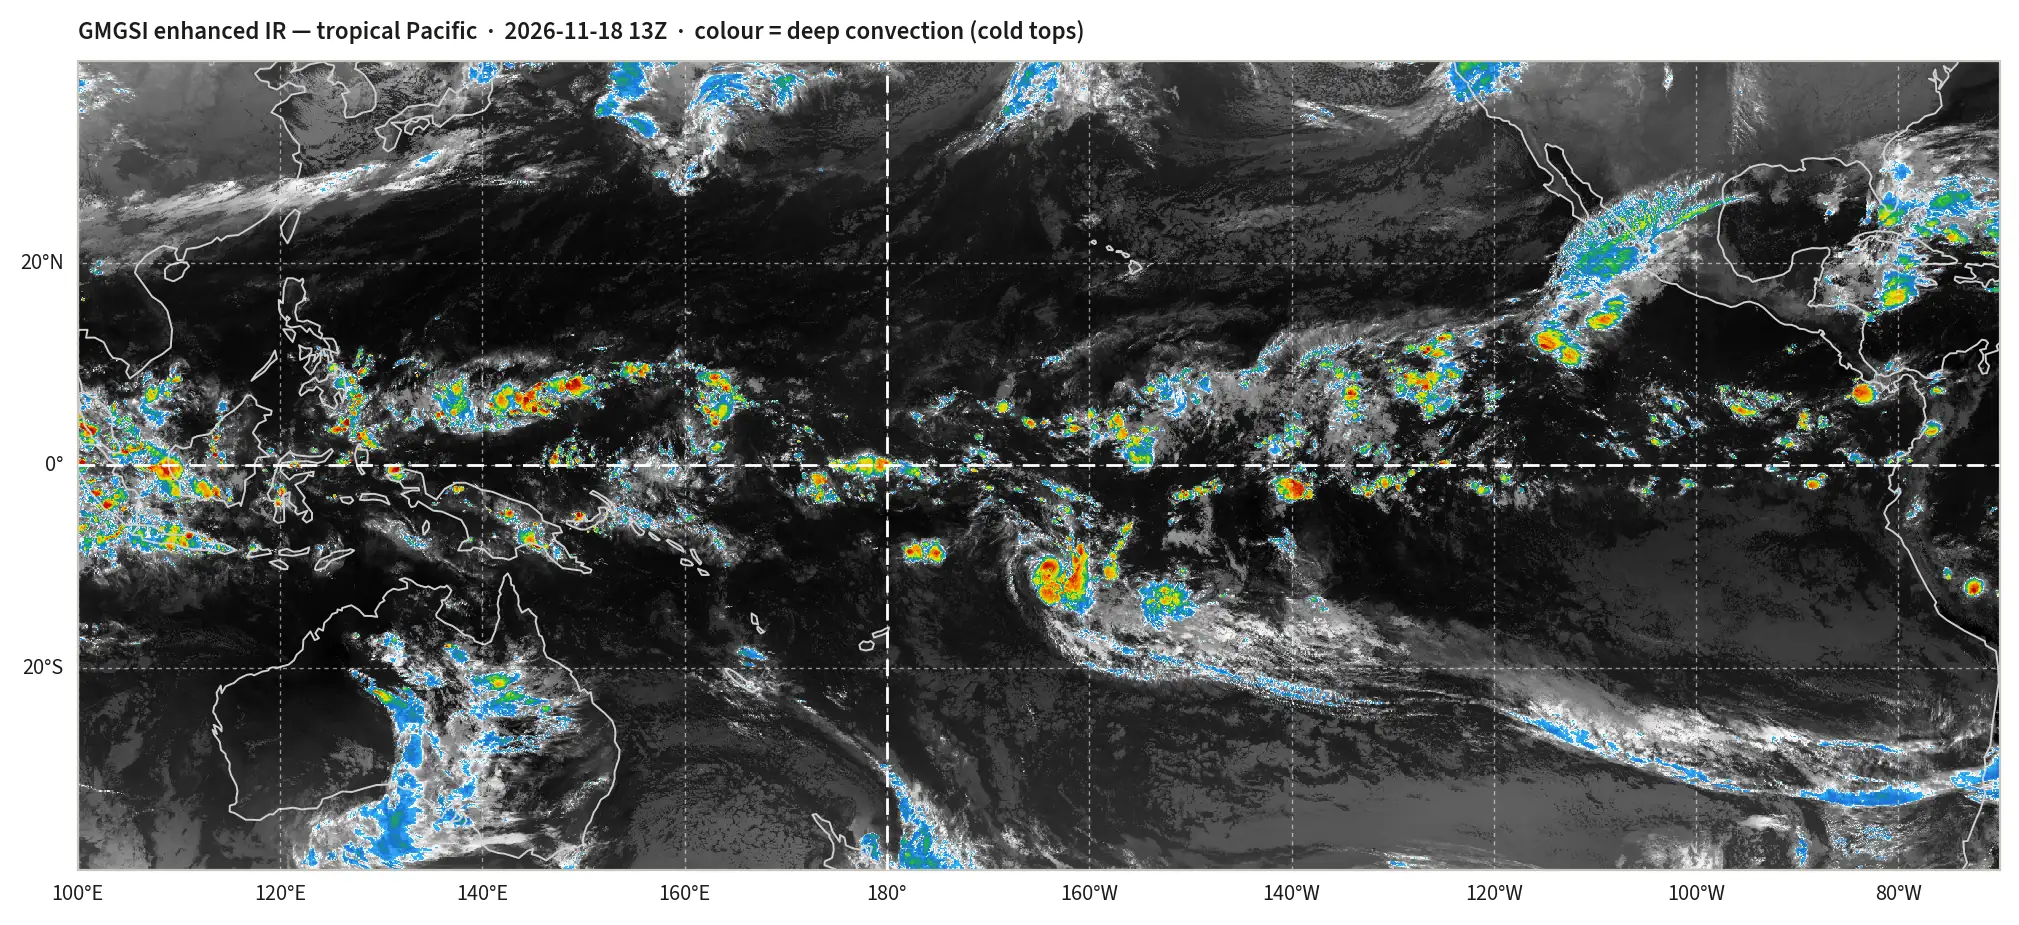 GMGSI enhanced IR — tropical Pacific · 2026-11-18 13Z · colour = deep convection (cold tops)
20°N
0°
20°S
100°E 120°E 140°E 160°E 180° 160°W 140°W 120°W 100°W 80°W